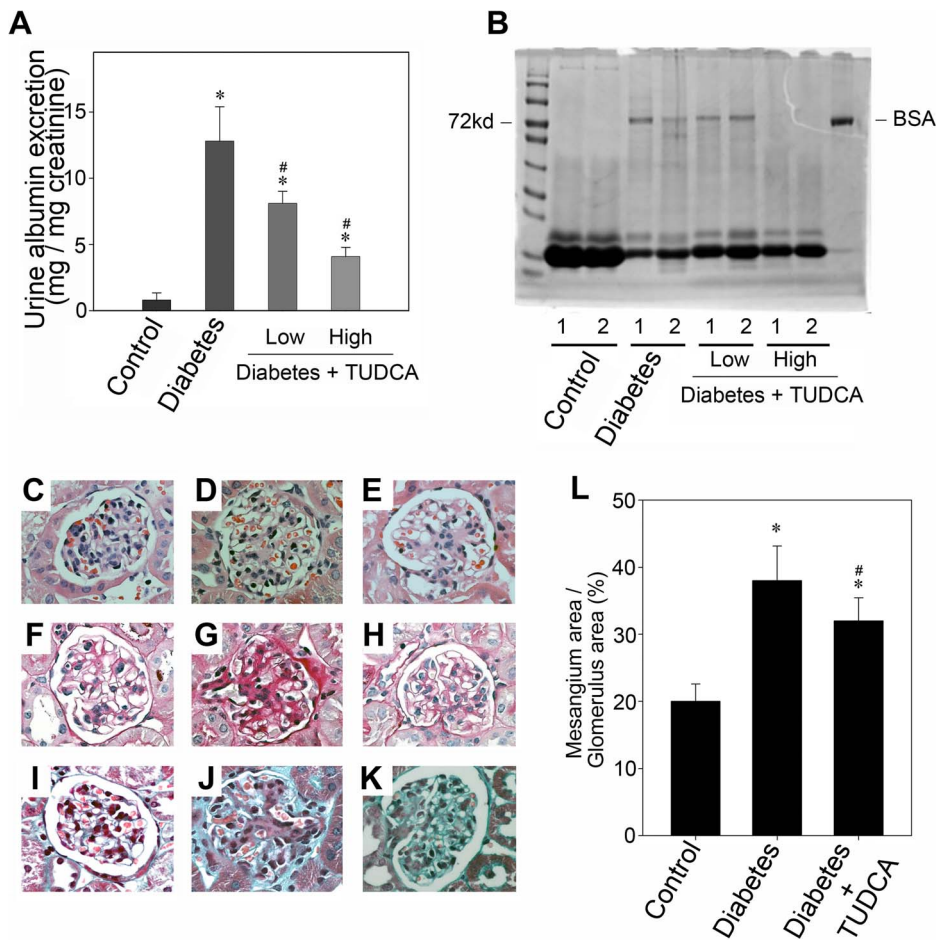 A
Urine albumin excretion
(mg / mg creatinine)
15
10
5
0
*
#
*
#
*
Control
Diabetes
Low
High
Diabetes + TUDCA
B
72kd
BSA
1 2 1 2 1 2 1 2
Control
Diabetes
Low
High
Diabetes + TUDCA
C
D
E
F
G
H
I
J
K
L
Mesangium area /
Glomenulus area (%)
50
40
30
20
10
0
*
#
*
Control
Diabetes
Diabetes
+
TUDCA